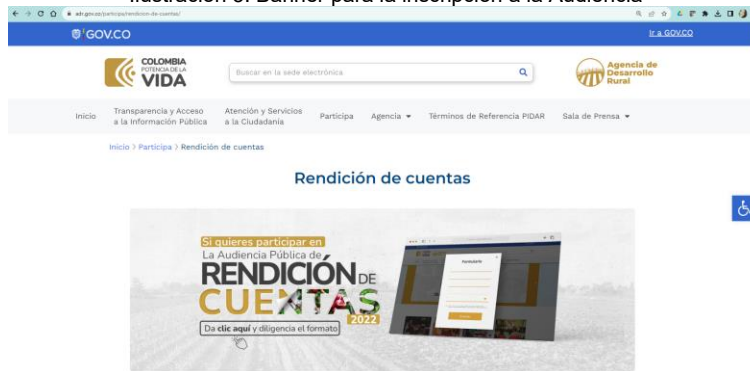 Ilustración 6. Banner para la inscripción a la Audiencia
adr.gov.co/participa/rendicion-de-cuentas/
GOV.CO
Ir a GOV.CO
COLOMBIA
POTENCIA DE LA
VIDA
Buscar en la sede electrónica
Agencia de
Desarrollo
Rural
Inicio
Transparencia y Acceso
a la Información Pública
Atención y Servicios
a la Ciudadanía
Participa
Agencia
Términos de Referencia PIDAR
Sala de Prensa
Inicio > Participa > Rendición de cuentas
Rendición de cuentas
Si quieres participar en
La Audiencia Pública de
RENDICIÓN DE
CUENTAS
2022
Da clic aquí y diligencia el formato
Formulario